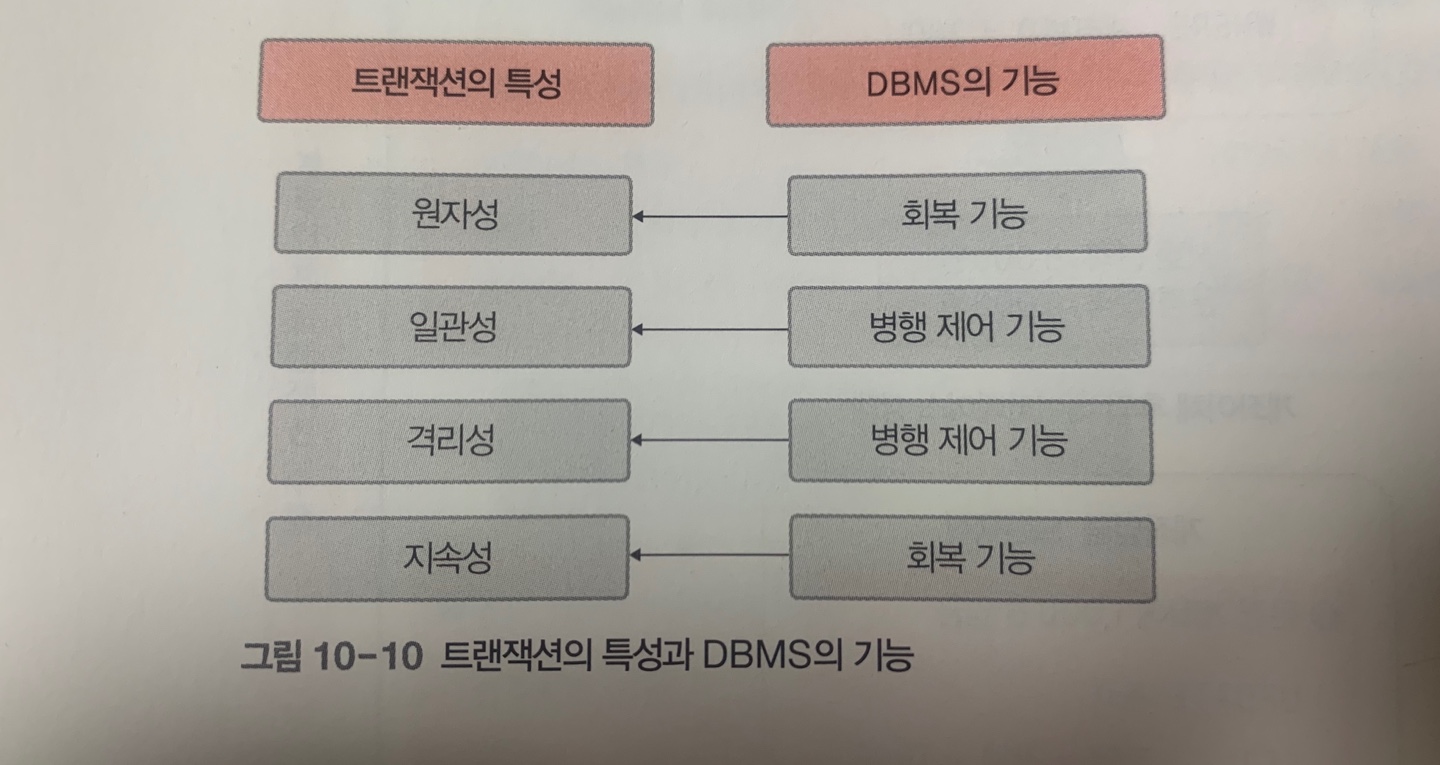 트랜잭션의 특성
DBMS의 기능
원자성
회복 기능
일관성
병행 제어 기능
격리성
병행 제어 기능
지속성
회복 기능
그림 10-10 트랜잭션의 특성과 DBMS의 기능